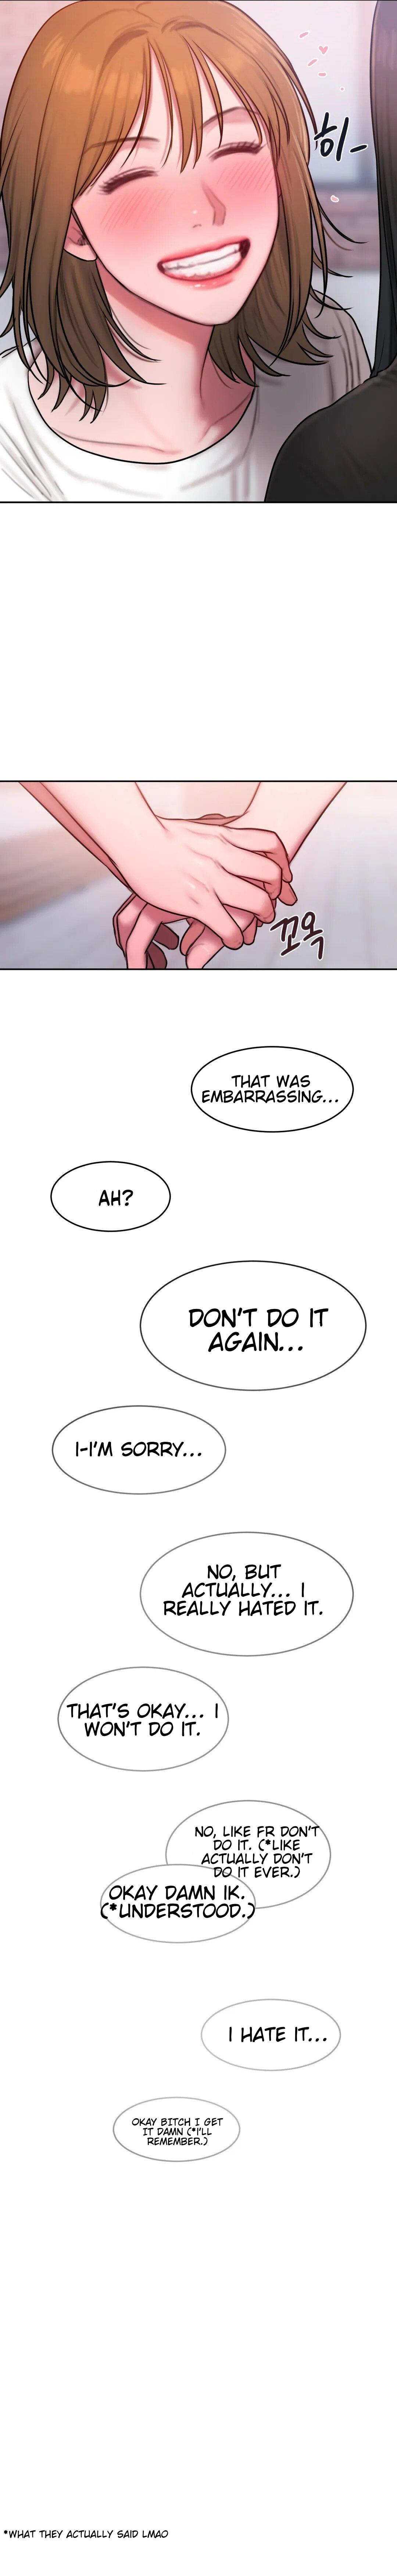 히-
꼬옥
THAT WAS
EMBARRASSING...
AH?
DON'T DO IT
AGAIN...
I-I'M SORRY...
NO, BUT
ACTUALLY... I
REALLY HATED IT.
THAT'S OKAY... I
WON'T DO IT.
NO, LIKE FR DON'T
DO IT. (*LIKE
ACTUALLY DON'T
DO IT EVER.)
OKAY DAMN IK.
(*UNDERSTOOD.)
I HATE IT...
OKAY BITCH I GET
IT DAMN (*I'LL
REMEMBER.)
*WHAT THEY ACTUALLY SAID LMAO